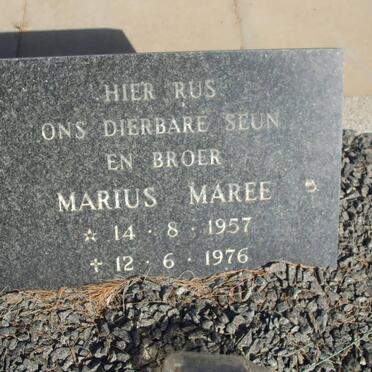 HIER RUS
ONS DIERBARE SEUN
EN BROER
MARIUS MAREE
☆ 14 · 8 · 1957
✝ 12 · 6 · 1976